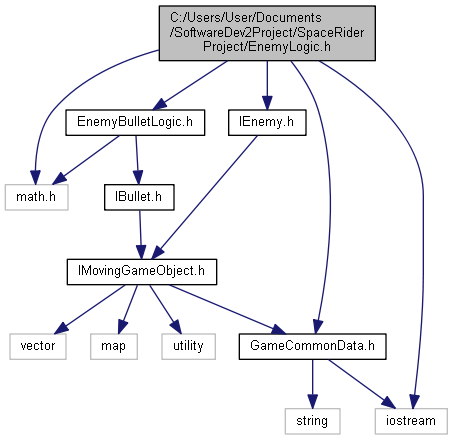 C:/Users/User/Documents
/SoftwareDev2Project/SpaceRider
Project/EnemyLogic.h
EnemyBulletLogic.h
IEnemy.h
math.h
IBullet.h
IMovingGameObject.h
vector
map
utility
GameCommonData.h
string
iostream